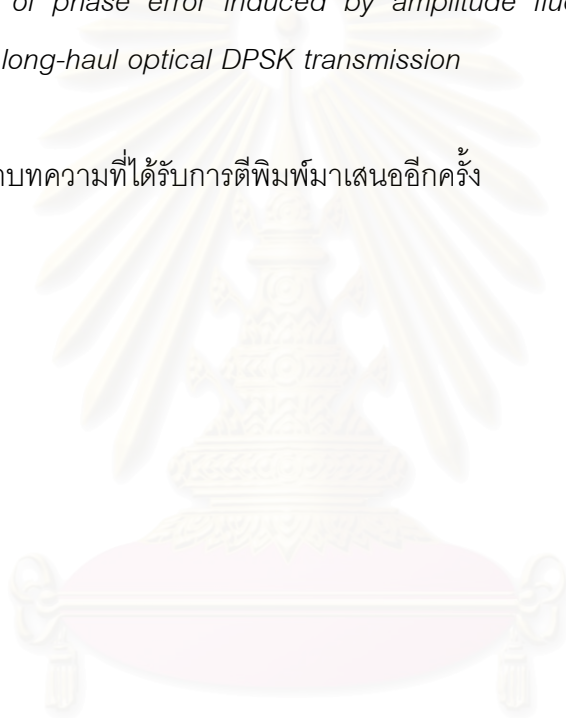 of phase error induced by amplitude
long-haul optical DPSK transmission
บทความที่ได้รับการตีพิมพ์มาเสนออีกครั้ง